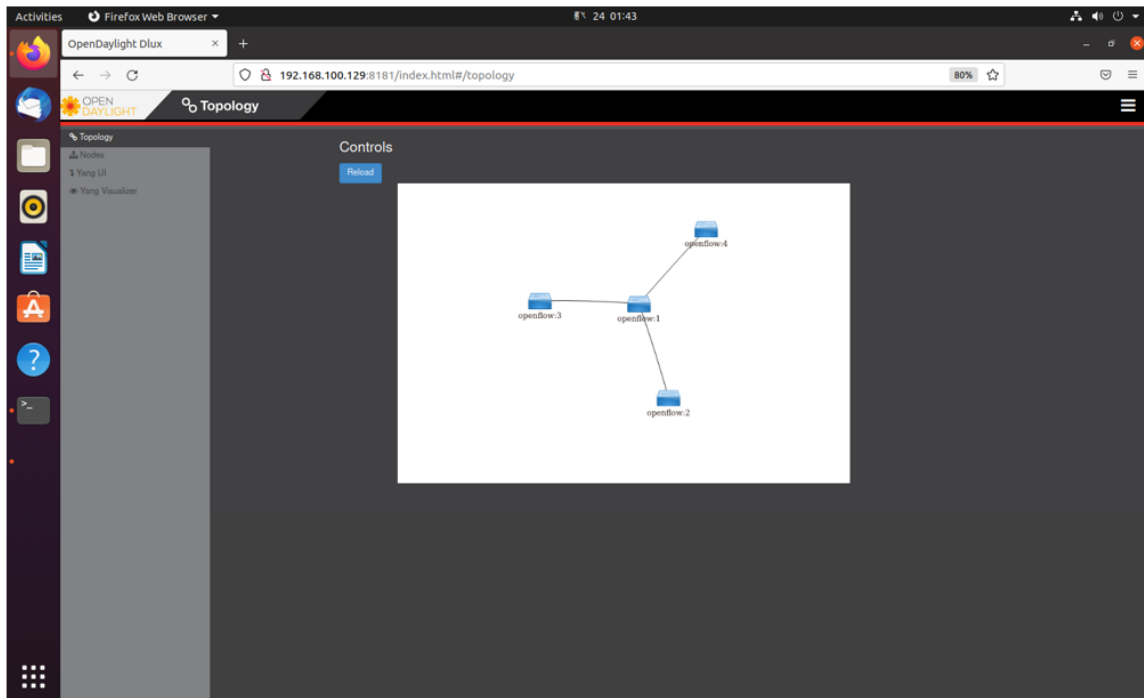 Activities Firefox Web Browser 24 01:43
OpenDaylight Dlux
192.168.100.129:8181/index.html#/topology 80%
OPEN
DAYLIGHT
Topology
Topology
Nodes
Yang UI
Yang Visualizer
Controls
Reload
openflow:4
openflow:3
openflow:1
openflow:2